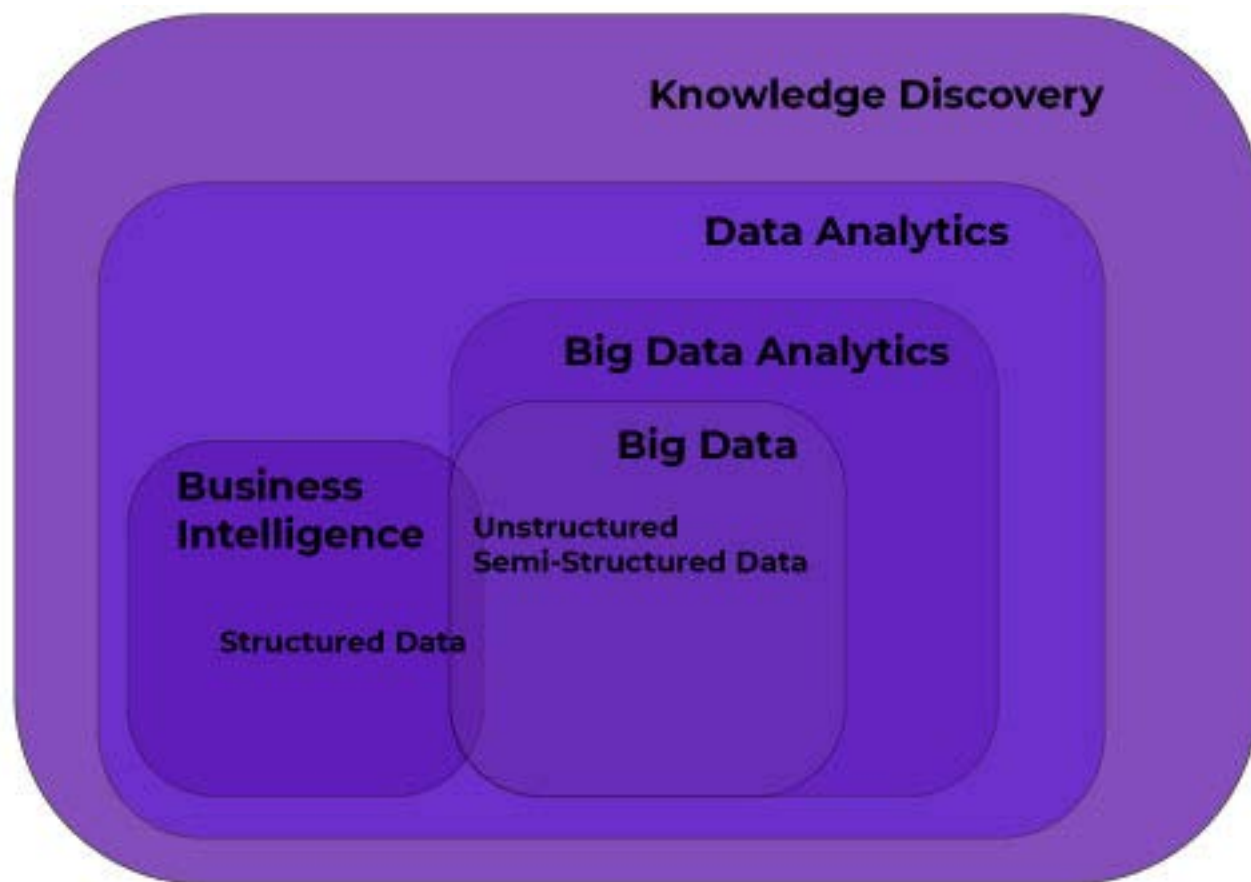 Knowledge Discovery
Data Analytics
Big Data Analytics
Big Data
Business
Intelligence
Unstructured
Semi-Structured Data
Structured Data